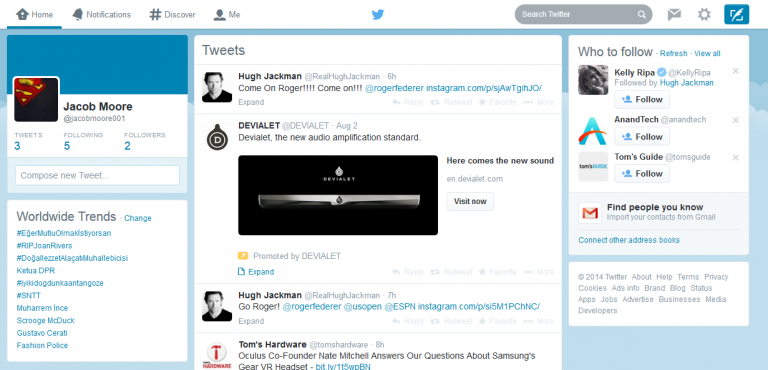 Home Notifications # Discover Me
Search Twitter
Jacob Moore
@jacobmoore001
TWEETS FOLLOWING FOLLOWERS
3 5 2
Compose new Tweet...
Worldwide Trends · Change
#EğerMutluOlmakİstiyorsan
#RIPJoanRivers
#DoğallezzetAlaçatıMuhallebicisi
Ketua DPR
#iyikidogdunkaantangoze
#SNTT
Muharrem İnce
Scrooge McDuck
Gustavo Cerati
Fashion Police
Tweets
Hugh Jackman @RealHughJackman · 6h
Come On Roger!!!! Come on!!! @rogerfederer instagram.com/p/sjAwTgihJO/
Expand Reply Retweet Favorite More
DEVIALET @DEVIALET · Aug 2
Devialet, the new audio amplification standard.
DEVIALET
Here comes the new sound
en.devialet.com
Visit now
Promoted by DEVIALET
Expand Reply Retweet Favorite More
Hugh Jackman @RealHughJackman · 7h
Go Roger! @rogerfederer @usopen @ESPN instagram.com/p/si5M1PChNC/
Expand Reply Retweet Favorite More
Tom's Hardware @tomshardware · 8h
Oculus Co-Founder Nate Mitchell Answers Our Questions About Samsung's
Gear VR Headset - bit.ly/1t5wpBN
tom's
HARDWARE
Who to follow · Refresh · View all
Kelly Ripa @KellyRipa
Followed by Hugh Jackman
Follow
AnandTech @anandtech
Follow
tom'sGUIDE
Tom's Guide @tomsguide
Follow
Find people you know
Import your contacts from Gmail
Connect other address books
© 2014 Twitter About Help Terms Privacy
Cookies Ads info Brand Blog Status
Apps Jobs Advertise Businesses Media
Developers